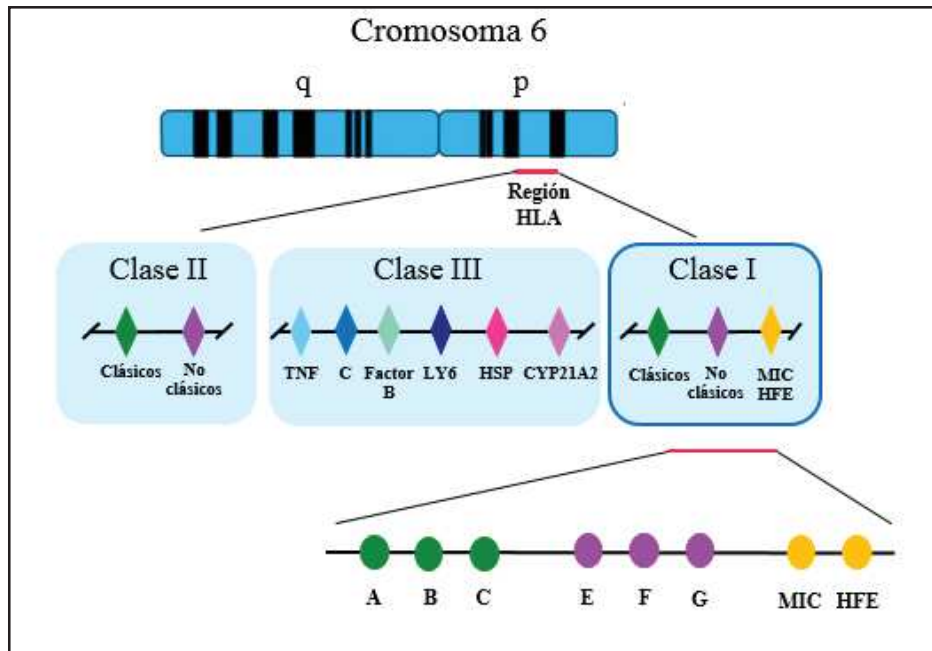 Cromosoma 6
q p
Región
HLA
Clase II
Clásicos
No
clásicos
Clase III
TNF C Factor
B LY6 HSP CYP21A2
Clase I
Clásicos
No
clásicos
MIC
HFE
A B C E F G MIC HFE